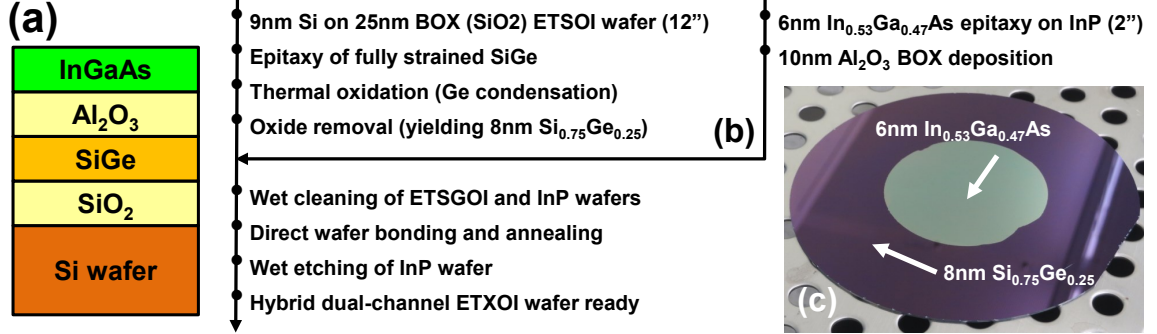 (a)
InGaAs
Al₂O₃
SiGe
SiO₂
Si wafer
9nm Si on 25nm BOX (SiO2) ETSOI wafer (12”)
Epitaxy of fully strained SiGe
Thermal oxidation (Ge condensation)
Oxide removal (yielding 8nm Si₀.₇₅Ge₀.₂₅)
(b)
6nm In₀.₅₃Ga₀.₄₇As epitaxy on InP (2”)
10nm Al₂O₃ BOX deposition
Wet cleaning of ETSGOI and InP wafers
Direct wafer bonding and annealing
Wet etching of InP wafer
Hybrid dual-channel ETXOI wafer ready
6nm In₀.₅₃Ga₀.₄₇As
8nm Si₀.₇₅Ge₀.₂₅
(c)